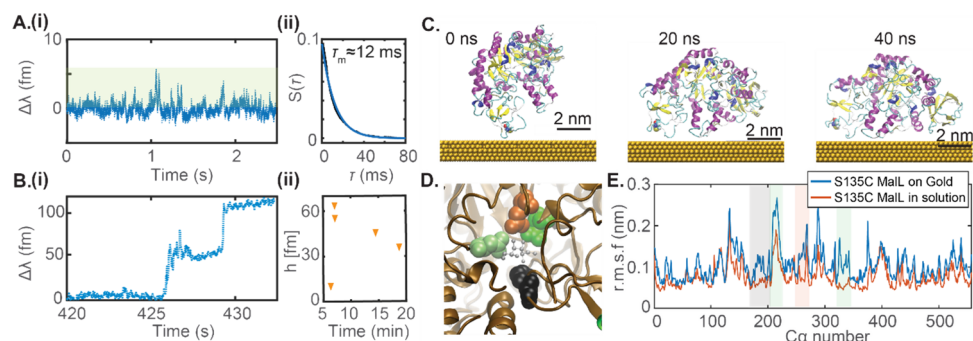 A. (i)
10
5
0
Δλ (fm)
0
1
2
Time (s)
(ii)
0.1
0
S(τ)
τm ≈12 ms
0
40
80
τ (ms)
B. (i)
100
50
0
Δλ (fm)
420
426
432
Time (s)
(ii)
60
30
0
h [fm]
5
10
15
20
Time (min)
C.
0 ns
2 nm
20 ns
2 nm
40 ns
2 nm
D.
E.
0.3
0.2
0.1
0
r.m.s.f (nm)
S135C MalL on Gold
S135C MalL in solution
0
100
200
300
400
500
Cα number